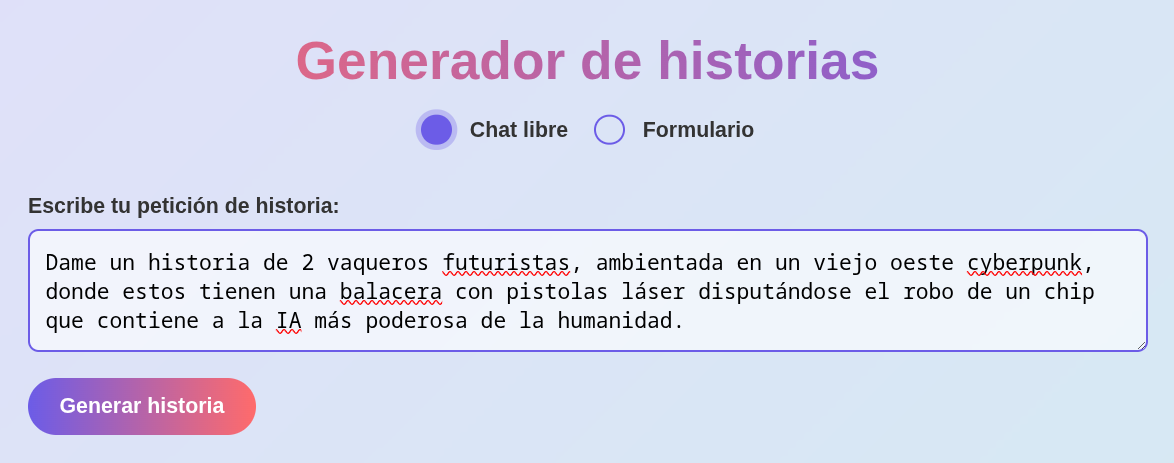 Generador de historias
Chat libre
Formulario
Escribe tu petición de historia:
Dame un historia de 2 vaqueros futuristas, ambientada en un viejo oeste cyberpunk,
donde estos tienen una balacera con pistolas láser disputándose el robo de un chip
que contiene a la IA más poderosa de la humanidad.
Generar historia